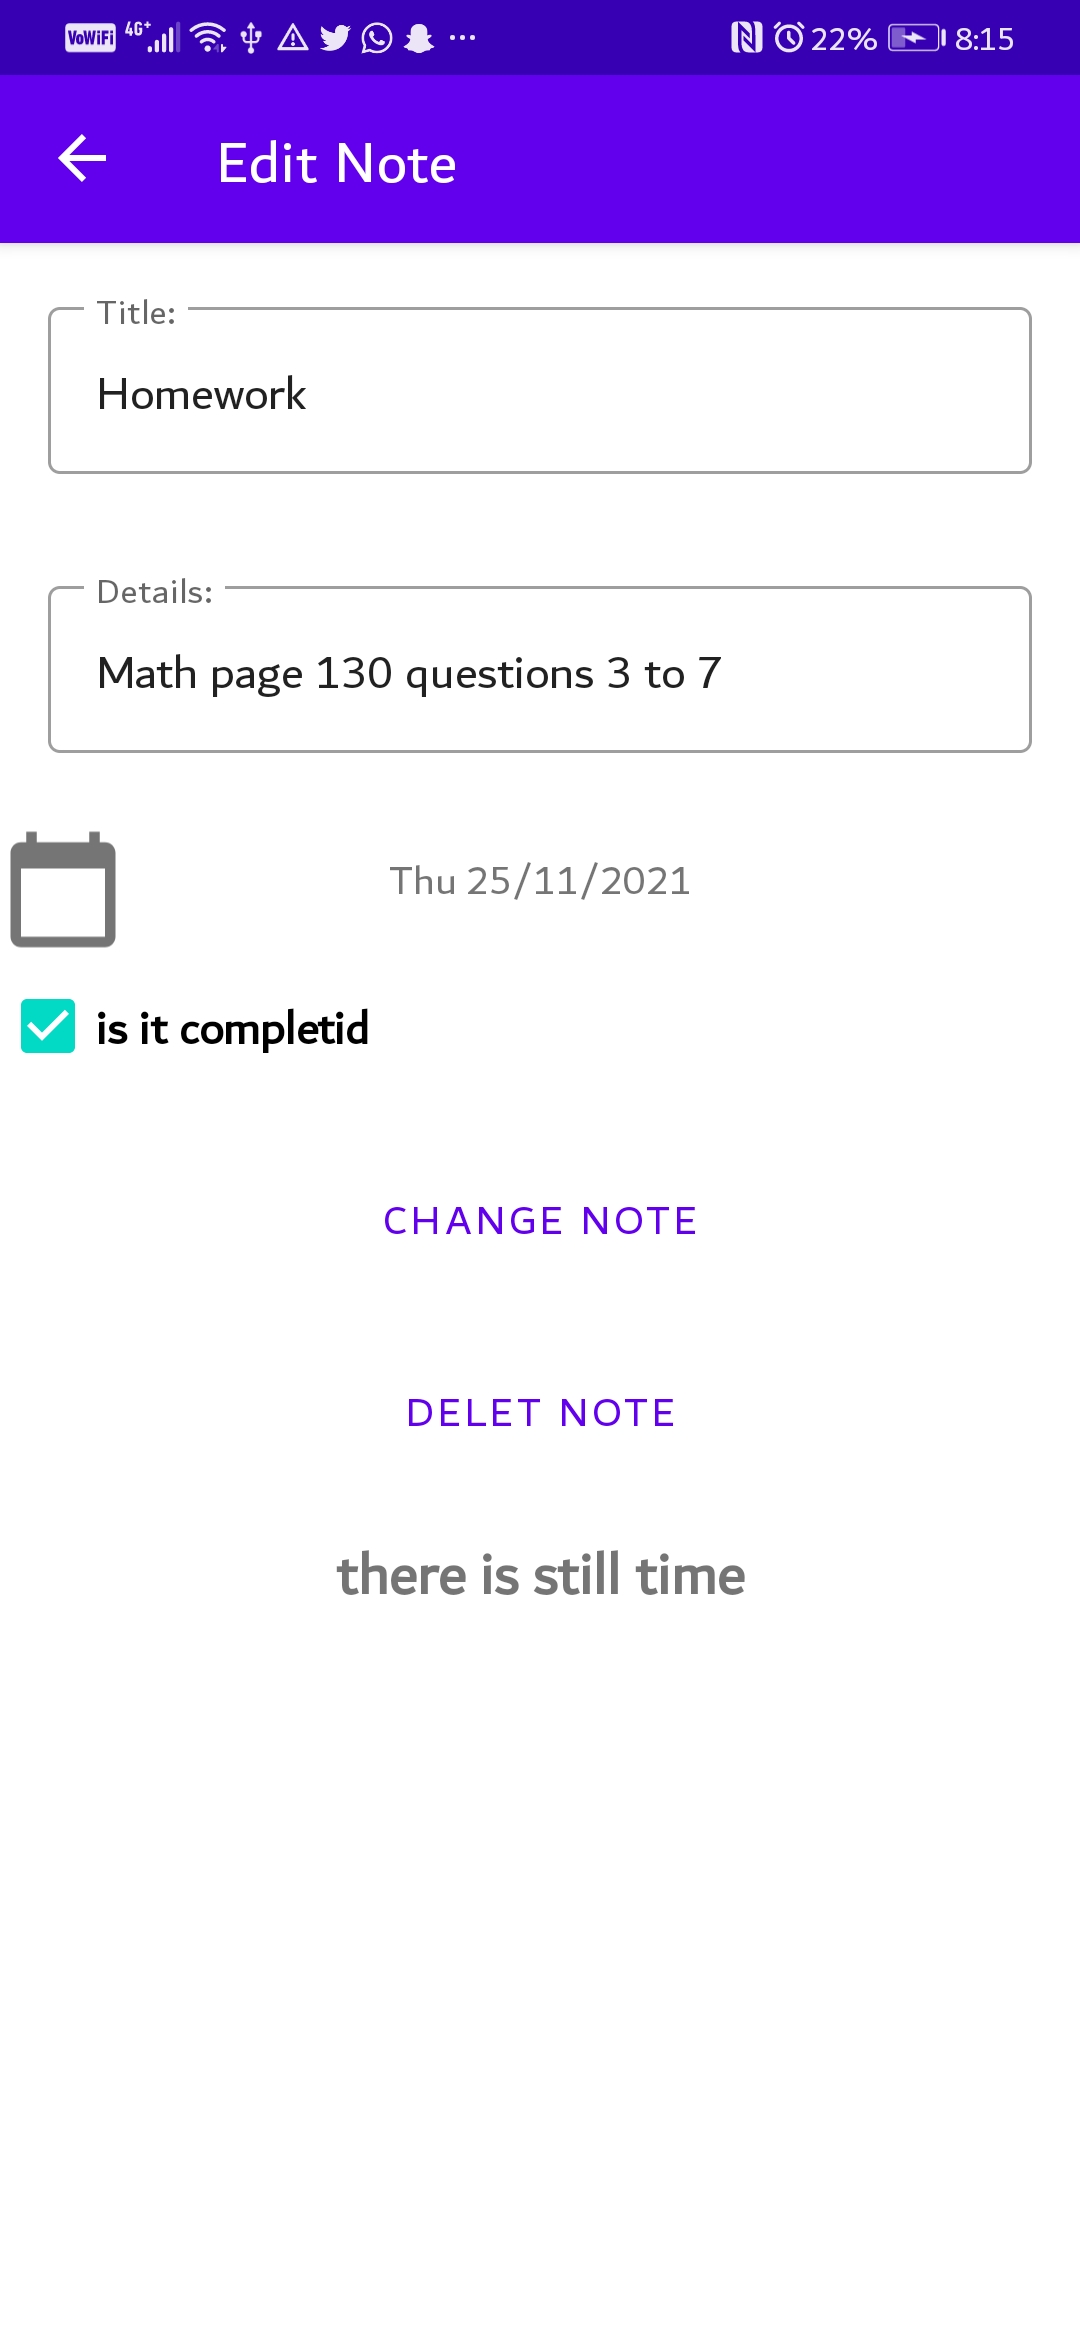 VoWiFi 4G+ 22% 8:15
Edit Note
Title:
Homework
Details:
Math page 130 questions 3 to 7
Thu 25/11/2021
is it completid
CHANGE NOTE
DELET NOTE
there is still time